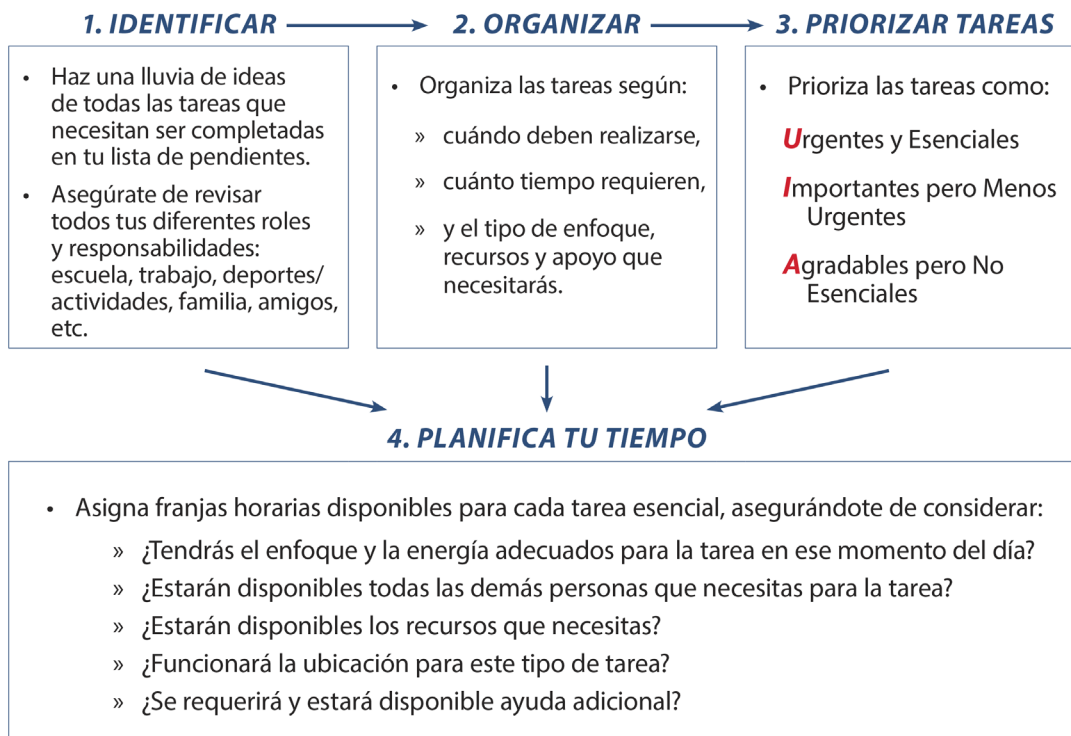 1. IDENTIFICAR
• Haz una lluvia de ideas
de todas las tareas que
necesitan ser completadas
en tu lista de pendientes.
• Asegúrate de revisar
todos tus diferentes roles
y responsabilidades:
escuela, trabajo, deportes/
actividades, familia, amigos,
etc.
2. ORGANIZAR
• Organiza las tareas según:
» cuándo deben realizarse,
» cuánto tiempo requieren,
» y el tipo de enfoque,
recursos y apoyo que
necesitarás.
3. PRIORIZAR TAREAS
• Prioriza las tareas como:
Urgentes y Esenciales
Importantes pero Menos
Urgentes
Agradables pero No
Esenciales
4. PLANIFICA TU TIEMPO
• Asigna franjas horarias disponibles para cada tarea esencial, asegurándote de considerar:
» ¿Tendrás el enfoque y la energía adecuados para la tarea en ese momento del día?
» ¿Estarán disponibles todas las demás personas que necesitas para la tarea?
» ¿Estarán disponibles los recursos que necesitas?
» ¿Funcionará la ubicación para este tipo de tarea?
» ¿Se requerirá y estará disponible ayuda adicional?